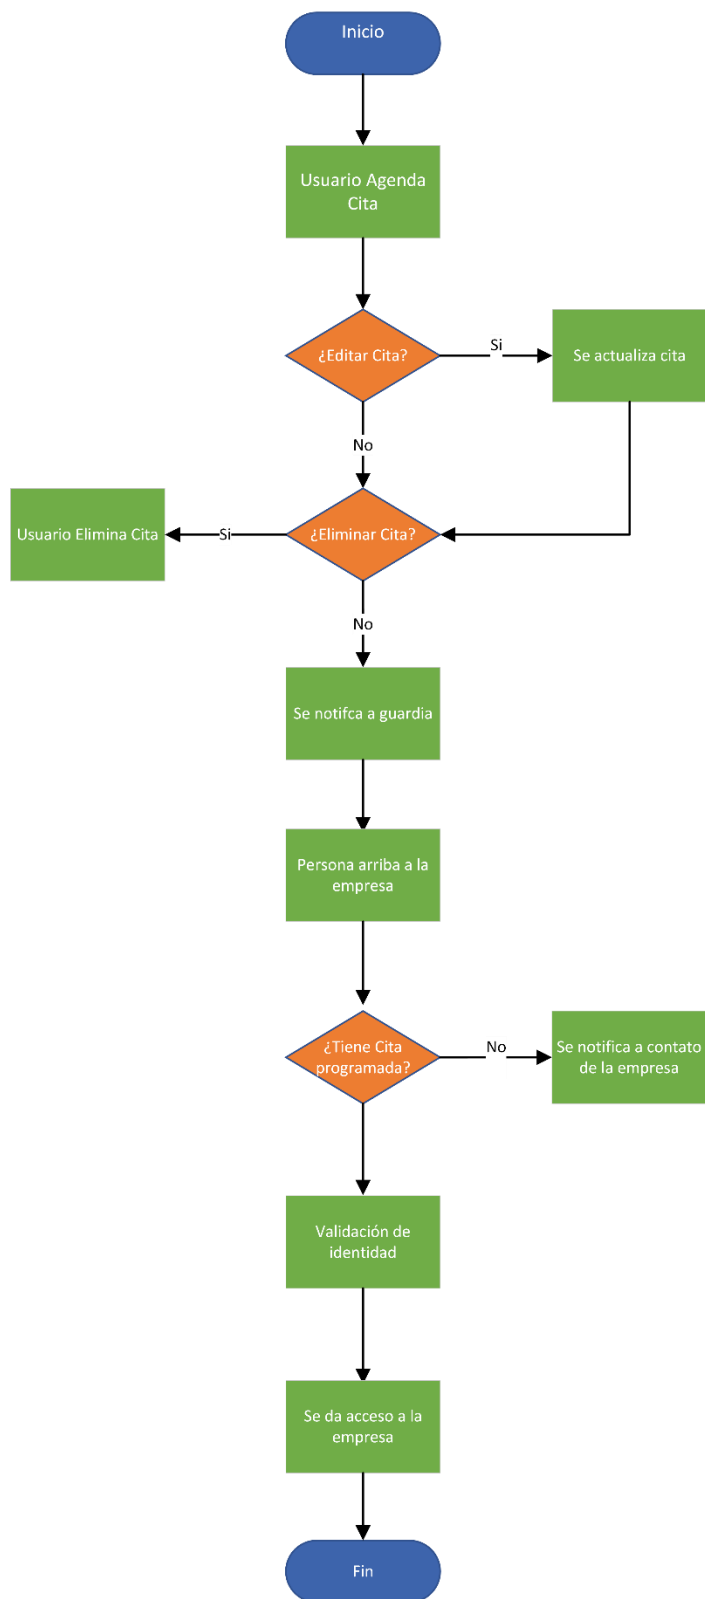 Inicio
Usuario Agenda
Cita
¿Editar Cita?
Si
Se actualiza cita
No
Usuario Elimina Cita
Si
¿Eliminar Cita?
No
Se notifca a guardia
Persona arriba a la
empresa
¿Tiene Cita
programada?
No
Se notifica a contato
de la empresa
Validación de
identidad
Se da acceso a la
empresa
Fin